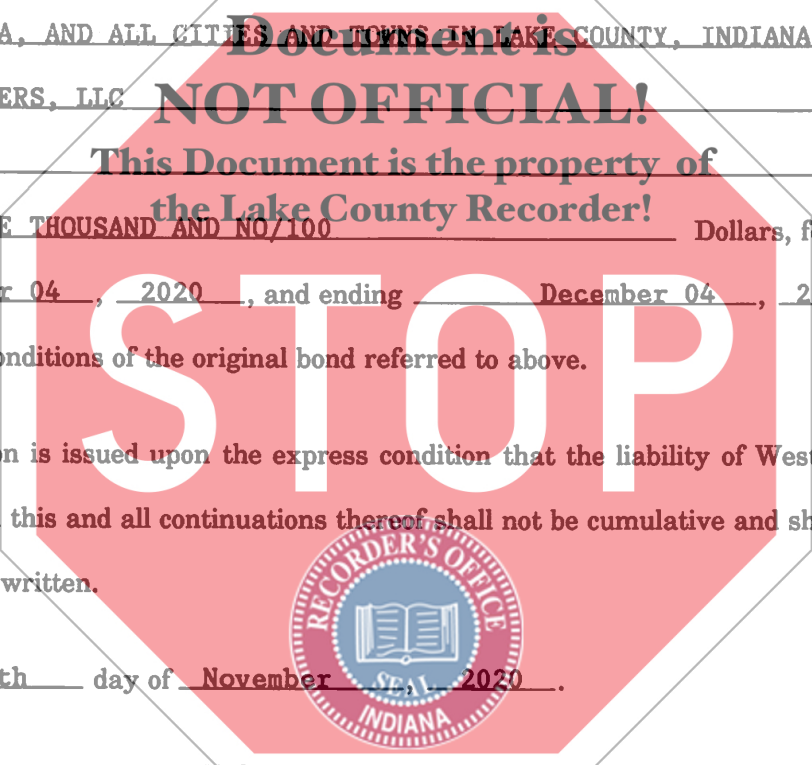 A, AND ALL CITIES AND TOWNS IN LAKE COUNTY, INDIANA
Document is
ERS, LLC
NOT OFFICIAL!
This Document is the property of
the Lake County Recorder!
E THOUSAND AND NO/100 Dollars, f
r 04, 2020, and ending December 04, 2
STOP
onditions of the original bond referred to above.
on is issued upon the express condition that the liability of West
this and all continuations thereof shall not be cumulative and sh
written.
RECORDER'S OFFICE
SEAL
INDIANA
th day of November, 2020.